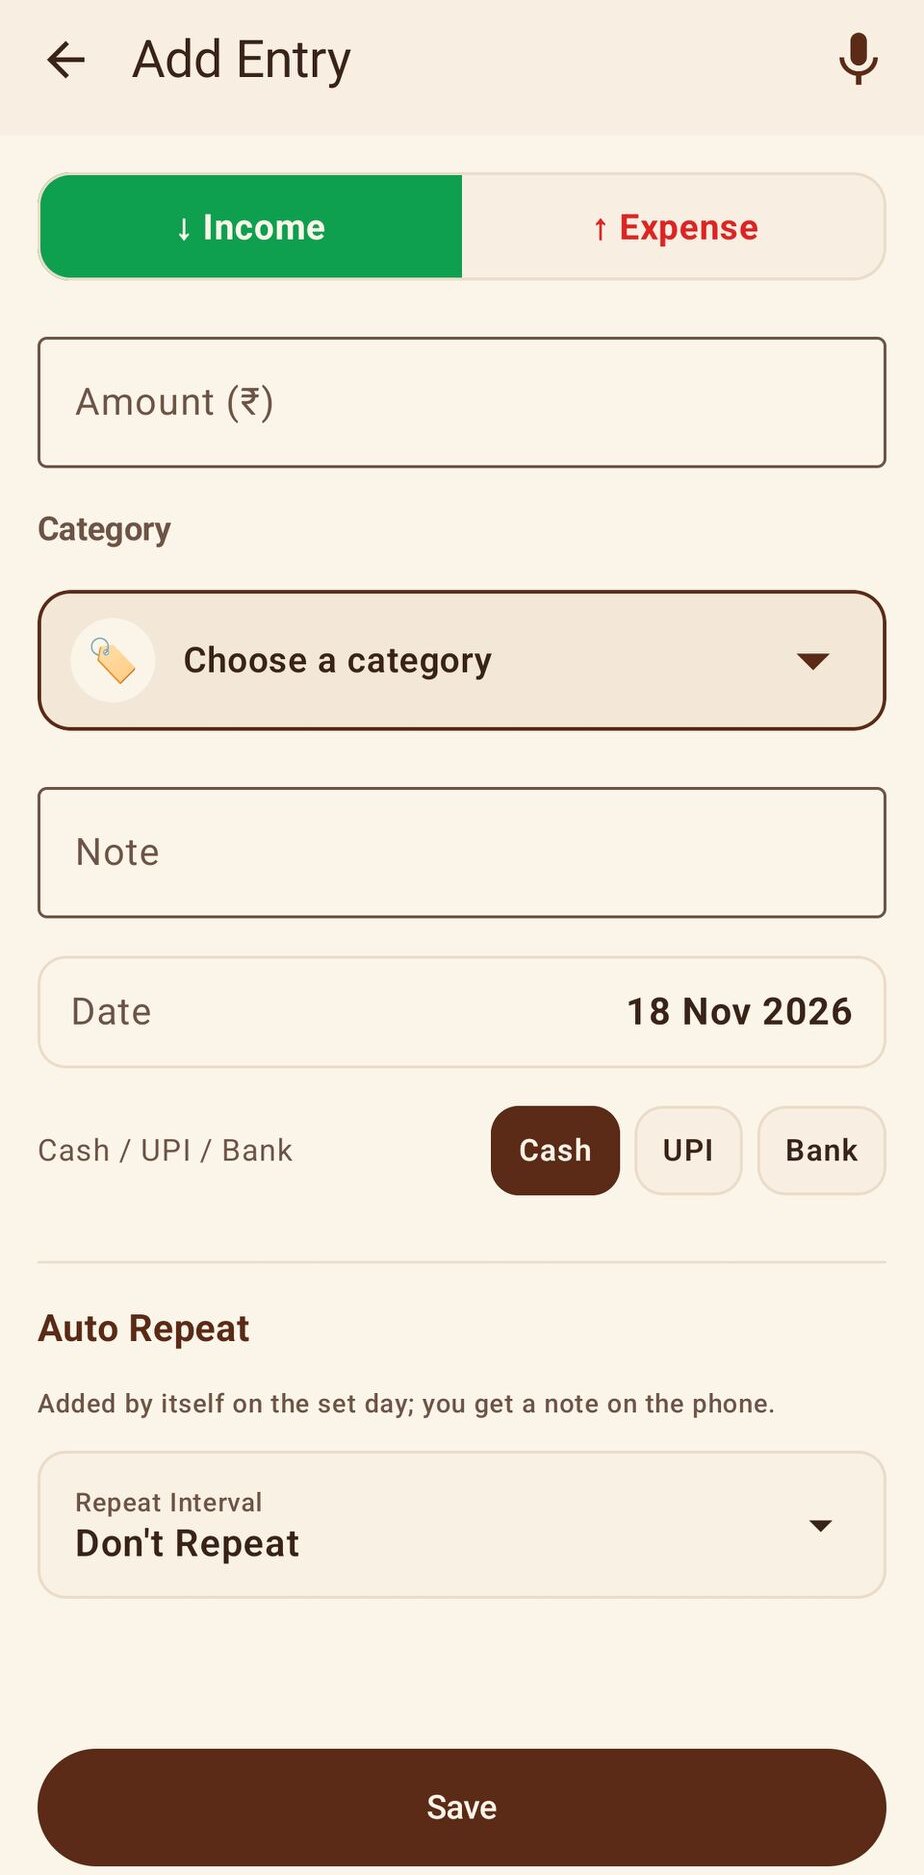 Add Entry
↓ Income
↑ Expense
Amount (₹)
Category
Choose a category
Note
Date 18 Nov 2026
Cash / UPI / Bank Cash UPI Bank
Auto Repeat
Added by itself on the set day; you get a note on the phone.
Repeat Interval
Don't Repeat
Save